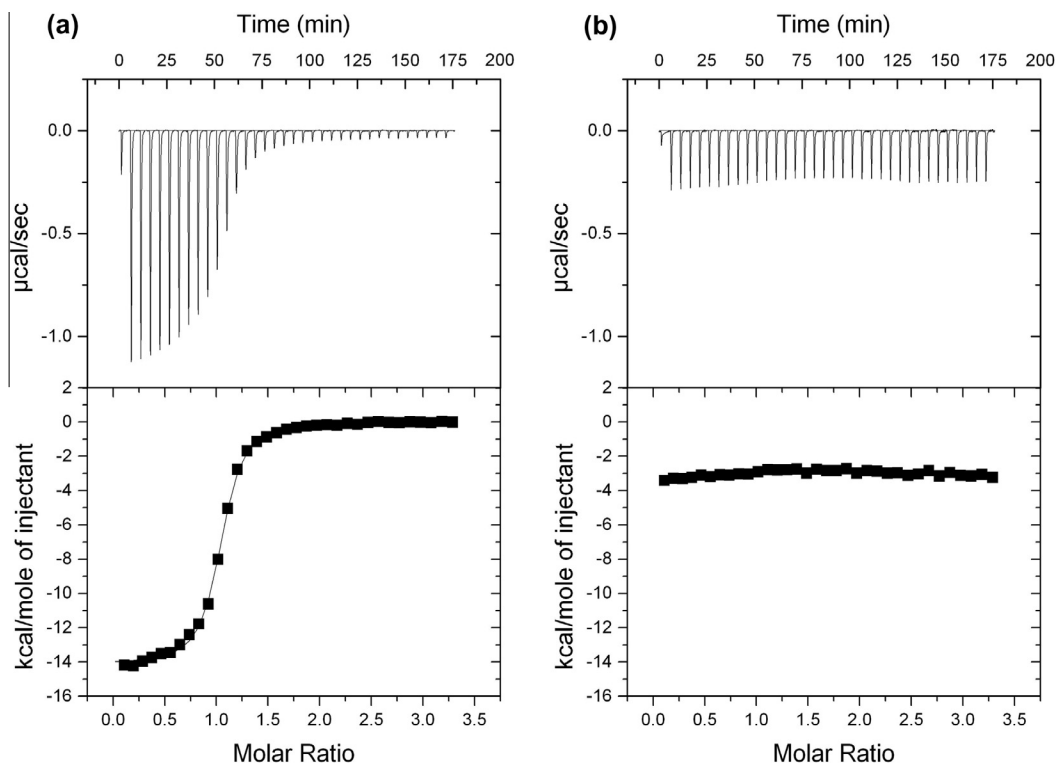 (a)
Time (min)
0 25 50 75 100 125 150 175 200
0.0
-0.5
-1.0
µcal/sec
2
0
-2
-4
-6
-8
-10
-12
-14
-16
kcal/mole of injectant
0.0 0.5 1.0 1.5 2.0 2.5 3.0 3.5
Molar Ratio
(b)
Time (min)
0 25 50 75 100 125 150 175 200
0.0
-0.5
-1.0
µcal/sec
2
0
-2
-4
-6
-8
-10
-12
-14
-16
kcal/mole of injectant
0.0 0.5 1.0 1.5 2.0 2.5 3.0 3.5
Molar Ratio